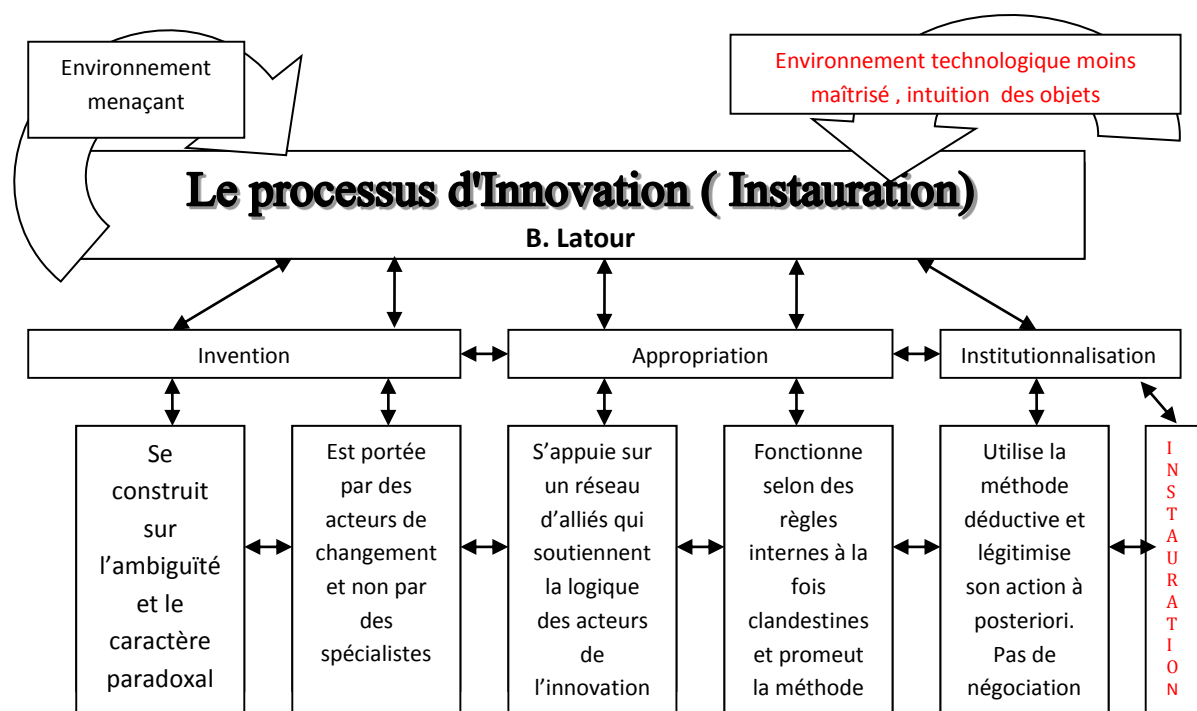 Environnement
menaçant
Environnement technologique moins
maîtrisé , intuition des objets
Le processus d'Innovation ( Instauration)
B. Latour
Invention
Appropriation
Institutionnalisation
Se
construit
sur
l’ambiguïté
et le
caractère
paradoxal
Est portée
par des
acteurs de
changement
et non par
des
spécialistes
S’appuie sur
un réseau
d’alliés qui
soutiennent
la logique
des acteurs
de
l’innovation
Fonctionne
selon des
règles
internes à la
fois
clandestines
et promeut
la méthode
Utilise la
méthode
déductive et
légitimise
son action à
posteriori.
Pas de
négociation
I
N
S
T
A
U
R
A
T
I
O
N